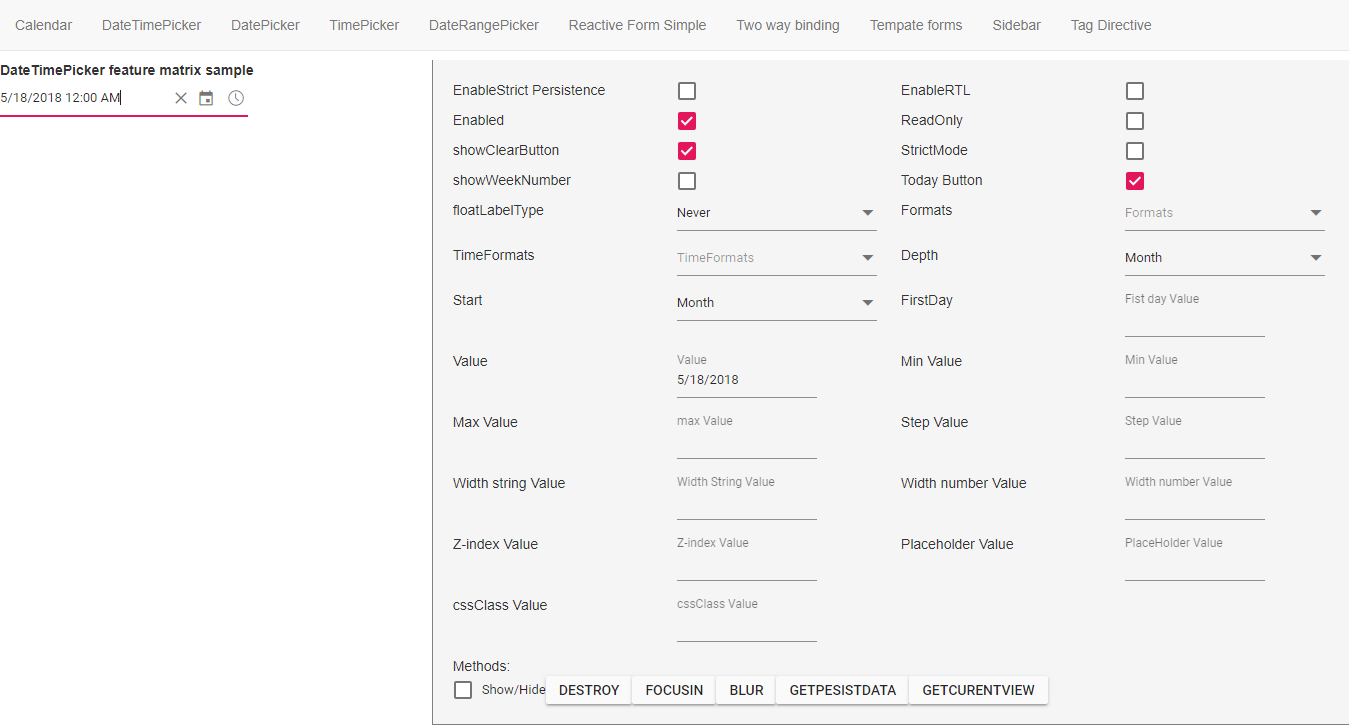 Calendar DateTimePicker DatePicker TimePicker DateRangePicker Reactive Form Simple Two way binding Tempate forms Sidebar Tag Directive
DateTimePicker feature matrix sample
5/18/2018 12:00 AM
EnableStrict Persistence EnableRTL
Enabled ReadOnly
showClearButton StrictMode
showWeekNumber Today Button
floatLabelType Never Formats Formats
TimeFormats TimeFormats Depth Month
Start Month FirstDay Fist day Value
Value Value Min Value Min Value
5/18/2018
Max Value max Value Step Value Step Value
Width string Value Width String Value Width number Value Width number Value
Z-index Value Z-index Value Placeholder Value PlaceHolder Value
cssClass Value cssClass Value
Methods:
Show/Hide DESTROY FOCUSIN BLUR GETPESISTDATA GETCURENTVIEW